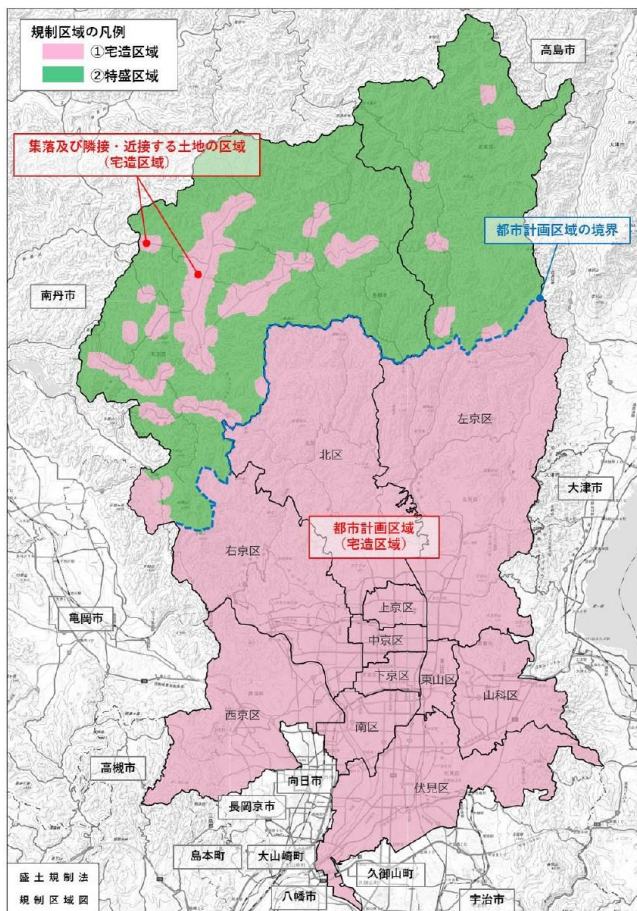 規制区域の凡例
①宅造区域
②特盛区域
高島市
集落及び隣接・近接する土地の区域
(宅造区域)
都市計画区域の境界
南丹市
左京区
北区
大津市
都市計画区域
(宅造区域)
右京区
上京区
亀岡市
中京区
下京区
東山区
山科区
西京区
南区
高槻市
向日市
伏見区
長岡京市
島本町
大山崎町
久御山町
八幡市
宇治市
盛土規制法
規制区域図